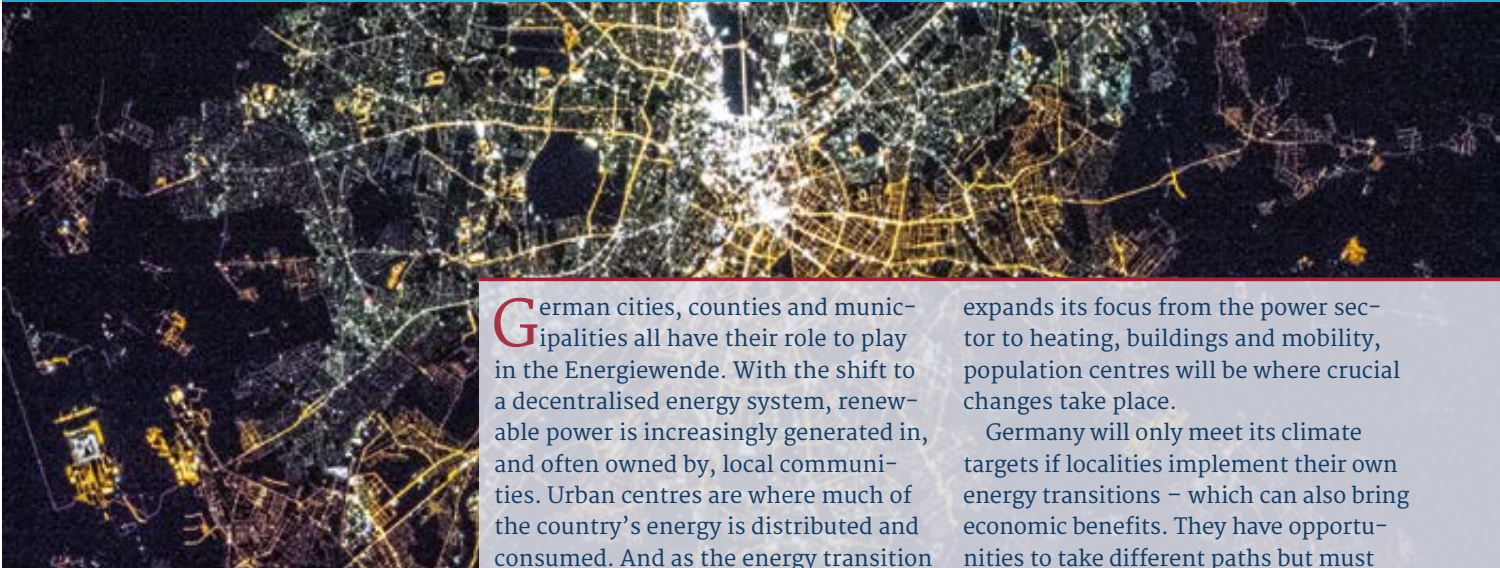 German cities, counties and munic-
ipalities all have their role to play
in the Energiewende. With the shift to
a decentralised energy system, renew-
able power is increasingly generated in,
and often owned by, local communi-
ties. Urban centres are where much of
the country's energy is distributed and
consumed. And as the energy transition
expands its focus from the power sec-
tor to heating, buildings and mobility,
population centres will be where crucial
changes take place.
Germany will only meet its climate
targets if localities implement their own
energy transitions – which can also bring
economic benefits. They have opportu-
nities to take different paths but must